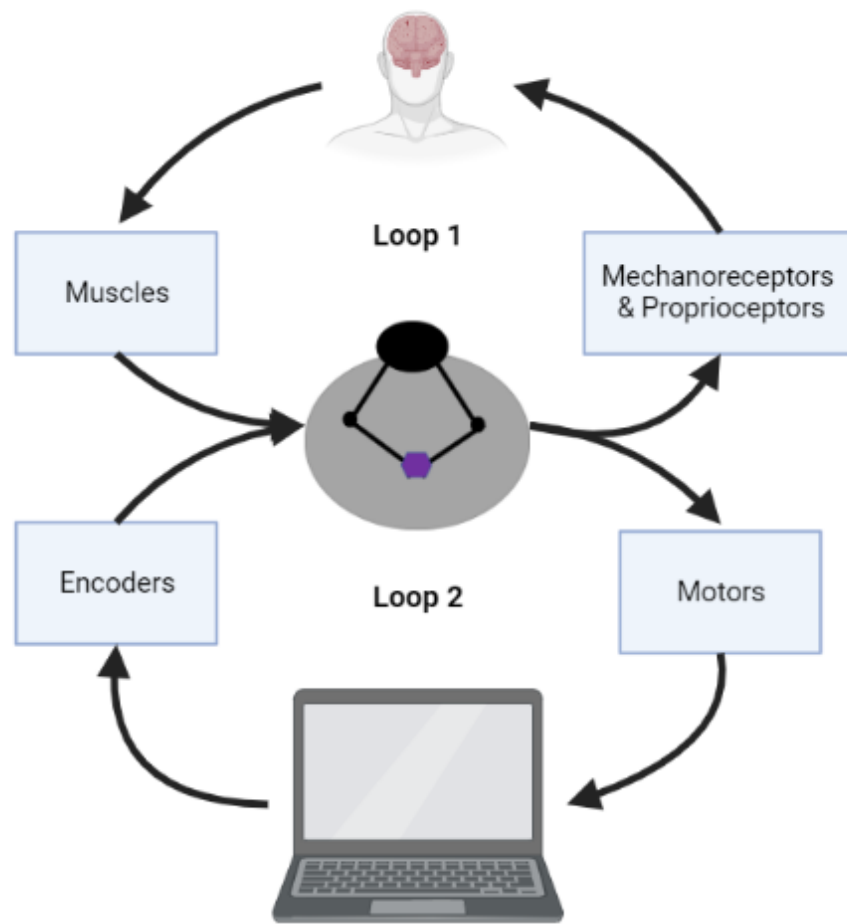 Loop 1
Muscles
Mechanoreceptors
& Proprioceptors
Encoders
Loop 2
Motors